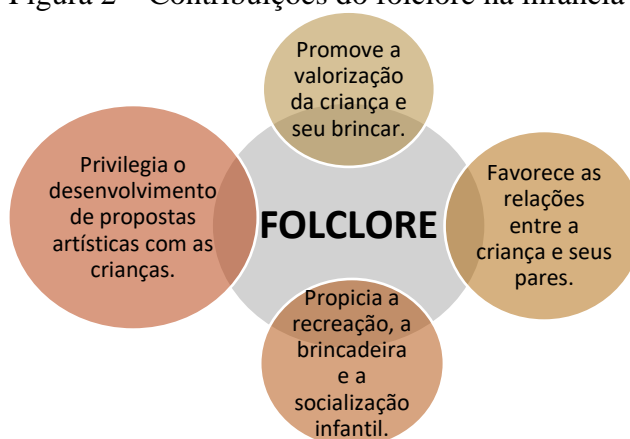 Figura 2 – Contribuições do folclore na infância
Promove a
valorização
da criança e
seu brincar.
Privilegia o
desenvolvimento
de propostas
artísticas com as
crianças.
FOLCLORE
Favorece as
relações
entre a
criança e seus
pares.
Propicia a
recreação, a
brincadeira
e a
socialização
infantil.